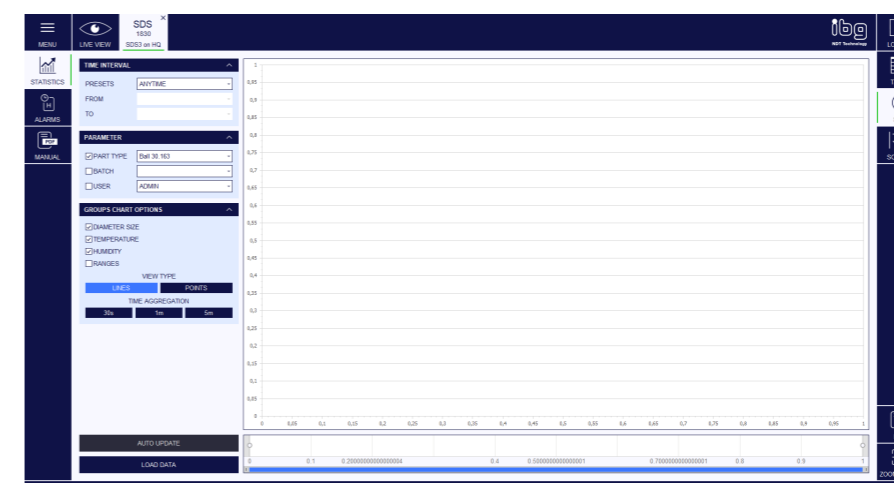 MENU
LIVE VIEW
SDS
1830
SDS3 on HQ
ibg
NDT Technology
STATISTICS
ALARMS
PDF
MANUAL
TIME INTERVAL
PRESETS ANYTIME
FROM
TO
PARAMETER
PART TYPE Ball 30.163
BATCH
USER ADMIN
GROUPS CHART OPTIONS
DIAMETER SIZE
TEMPERATURE
HUMIDITY
RANGES
VIEW TYPE
LINES POINTS
TIME AGGREGATION
30s 1m 5m
AUTO UPDATE
LOAD DATA
1
0,95
0,9
0,85
0,8
0,75
0,7
0,65
0,6
0,55
0,5
0,45
0,4
0,35
0,3
0,25
0,2
0,15
0,1
0,05
0
0 0,05 0,1 0,15 0,2 0,25 0,3 0,35 0,4 0,45 0,5 0,55 0,6 0,65 0,7 0,75 0,8 0,85 0,9 0,95 1
0 0.1 0.20000000000000004 0.4 0.5000000000000001 0.7000000000000001 0.8 0.9 1